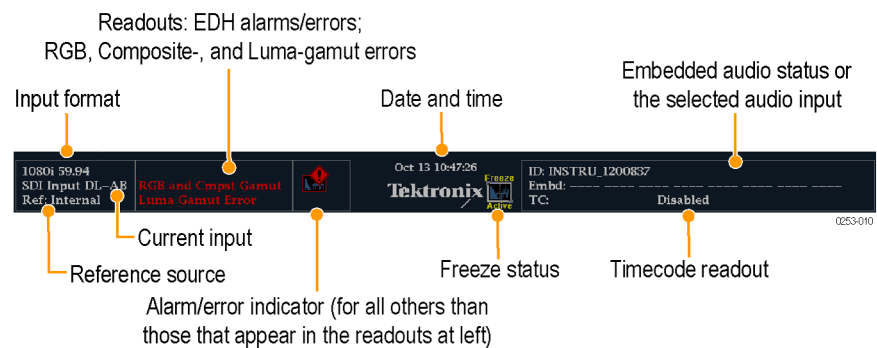 Readouts: EDH alarms/errors;
RGB, Composite-, and Luma-gamut errors
Embedded audio status or
the selected audio input
Input format
Date and time
1080i 59.94
SDI Input DL-AB
Ref: Internal
RGB and Cmpst Gamut
Luma Gamut Error
Oct 13 10:47:26
Tektronix
Freeze
Active
ID: INSTRU_1200837
Embd: ---- ---- ---- ---- ---- ---- ---- ----
TC: Disabled
0253-010
Current input
Reference source
Freeze status
Timecode readout
Alarm/error indicator (for all others than
those that appear in the readouts at left)